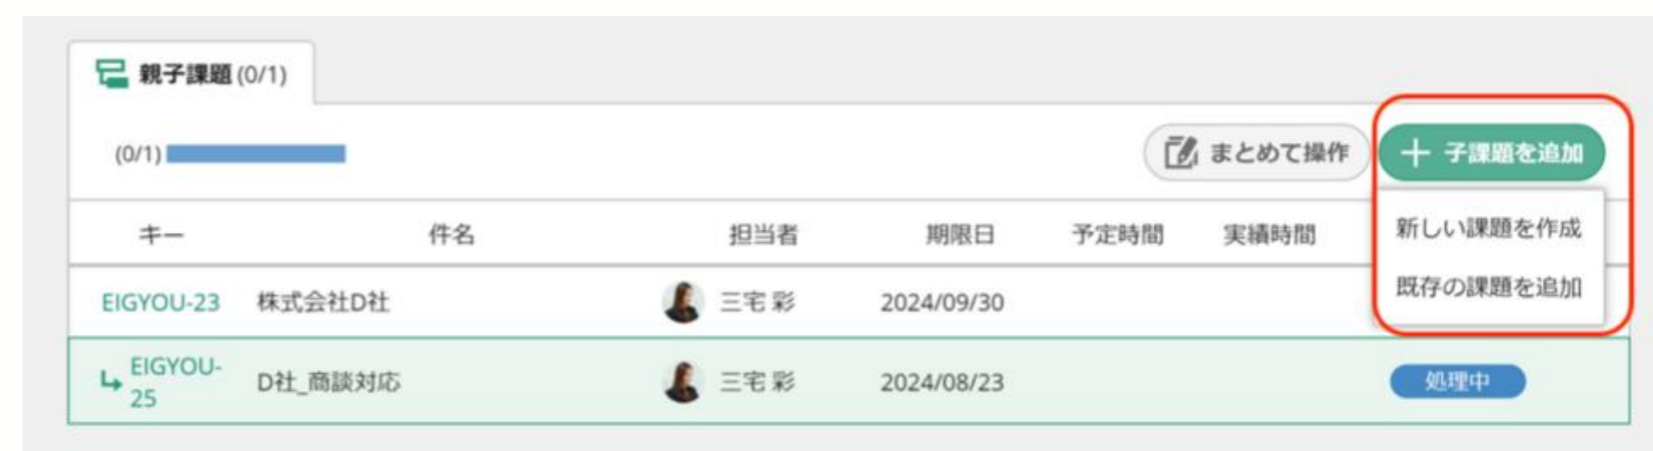 親子課題 (0/1)
(0/1)
まとめて操作
+ 子課題を追加
新しい課題を作成
既存の課題を追加
キー 件名 担当者 期限日 予定時間 実績時間
EIGYOU-23 株式会社D社 三宅 彩 2024/09/30
EIGYOU-
25
D社_商談対応 三宅 彩 2024/08/23 処理中